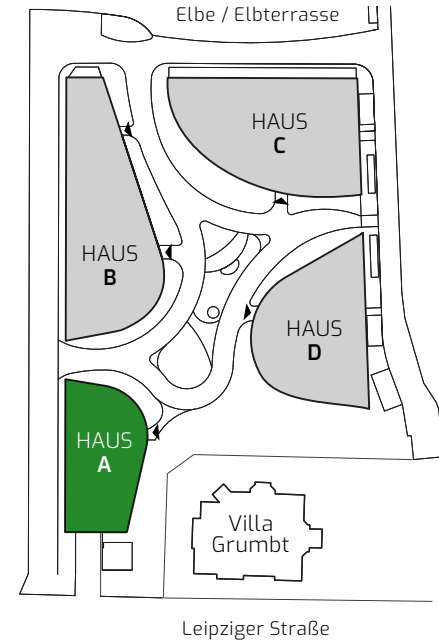 Elbe / Elbterrasse
HAUS
C
HAUS
B
HAUS
D
HAUS
A
Villa
Grumbt
Leipziger Straße